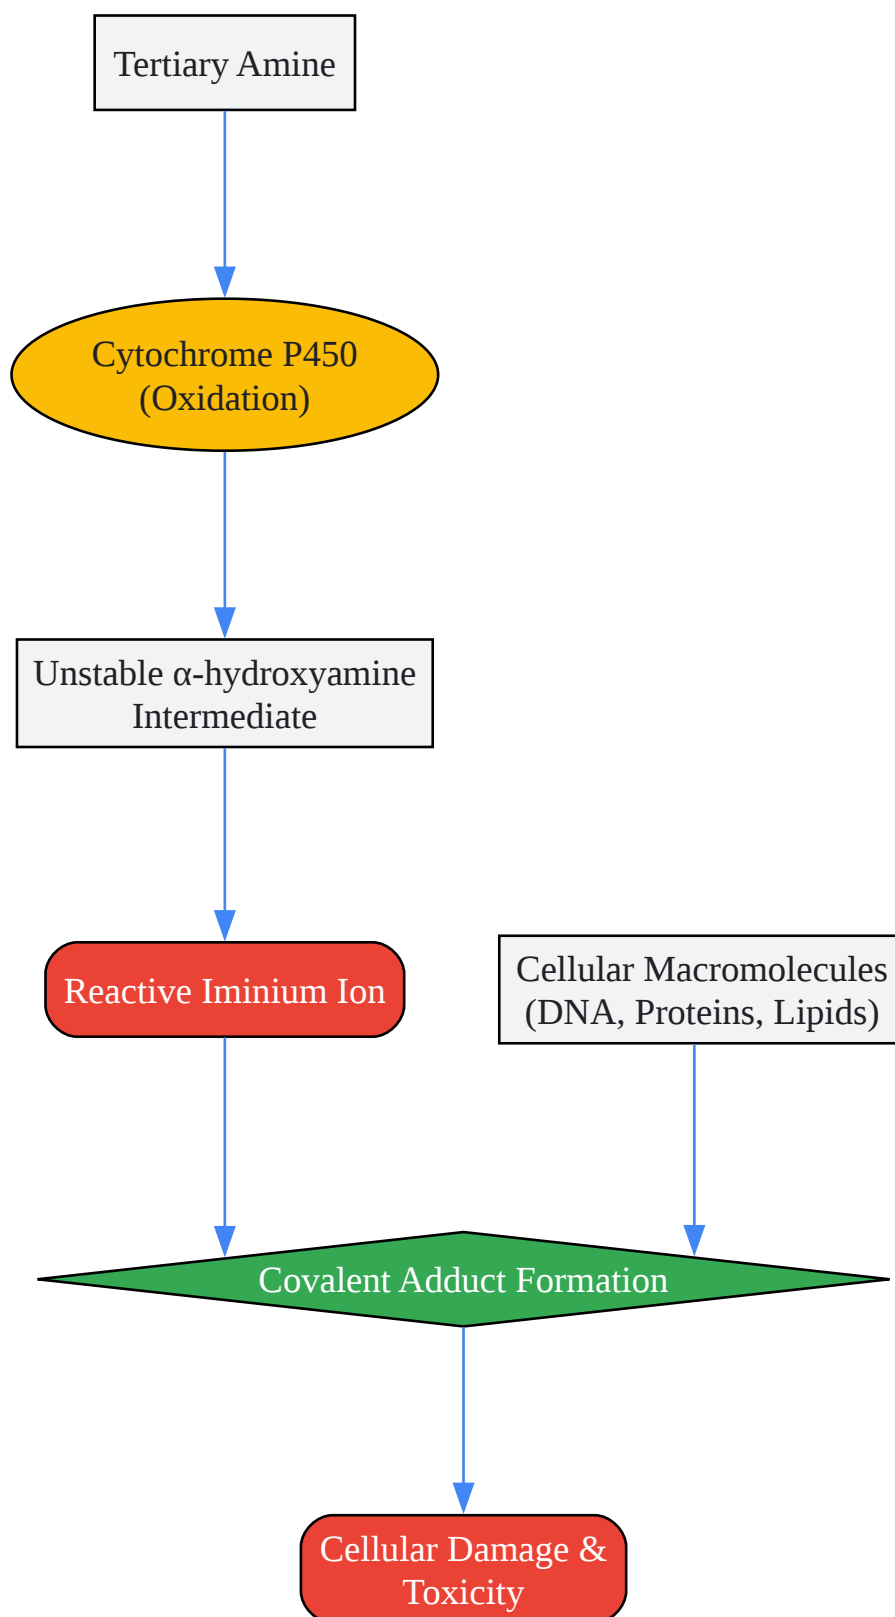 Tertiary Amine
Cytochrome P450
(Oxidation)
Unstable α-hydroxyamine
Intermediate
Reactive Iminium Ion
Cellular Macromolecules
(DNA, Proteins, Lipids)
Covalent Adduct Formation
Cellular Damage &
Toxicity